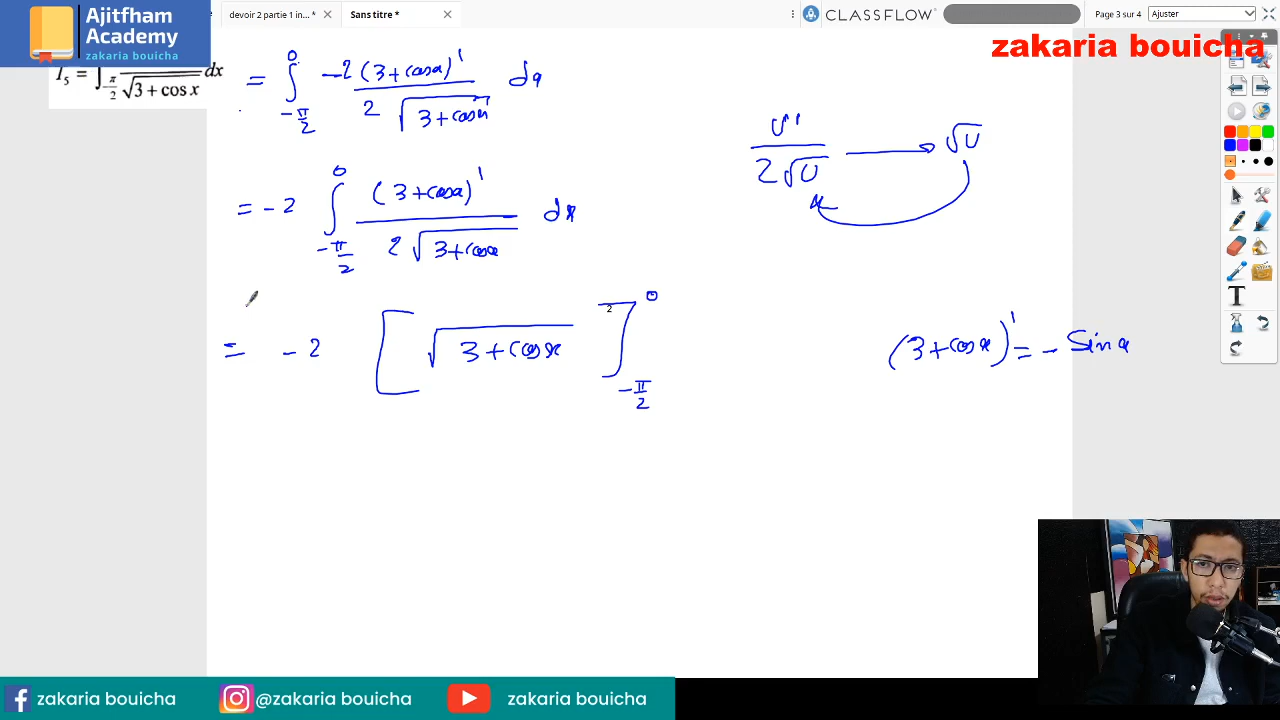 Ajitfham
Academy
zakaria bouicha
devoir 2 partie 1 in... * ×
Sans titre * ×
CLASSFLOW
Page 3 sur 4
Ajuster
zakaria bouicha
I₅ = ∫_{-π/2} / √(3 + cos x) dx
= ∫_{-π/2}^{0} -2(3+cosx)' / 2√(3+cosx) dx
U' / 2√U → √U
= -2 ∫_{-π/2}^{0} (3+cosx)' / 2√(3+cosx) dx
= -2 [√(3+cosx)]_{-π/2}^{0}
(3+cosx)' = - Sin x
T
zakaria bouicha
@zakaria bouicha
zakaria bouicha